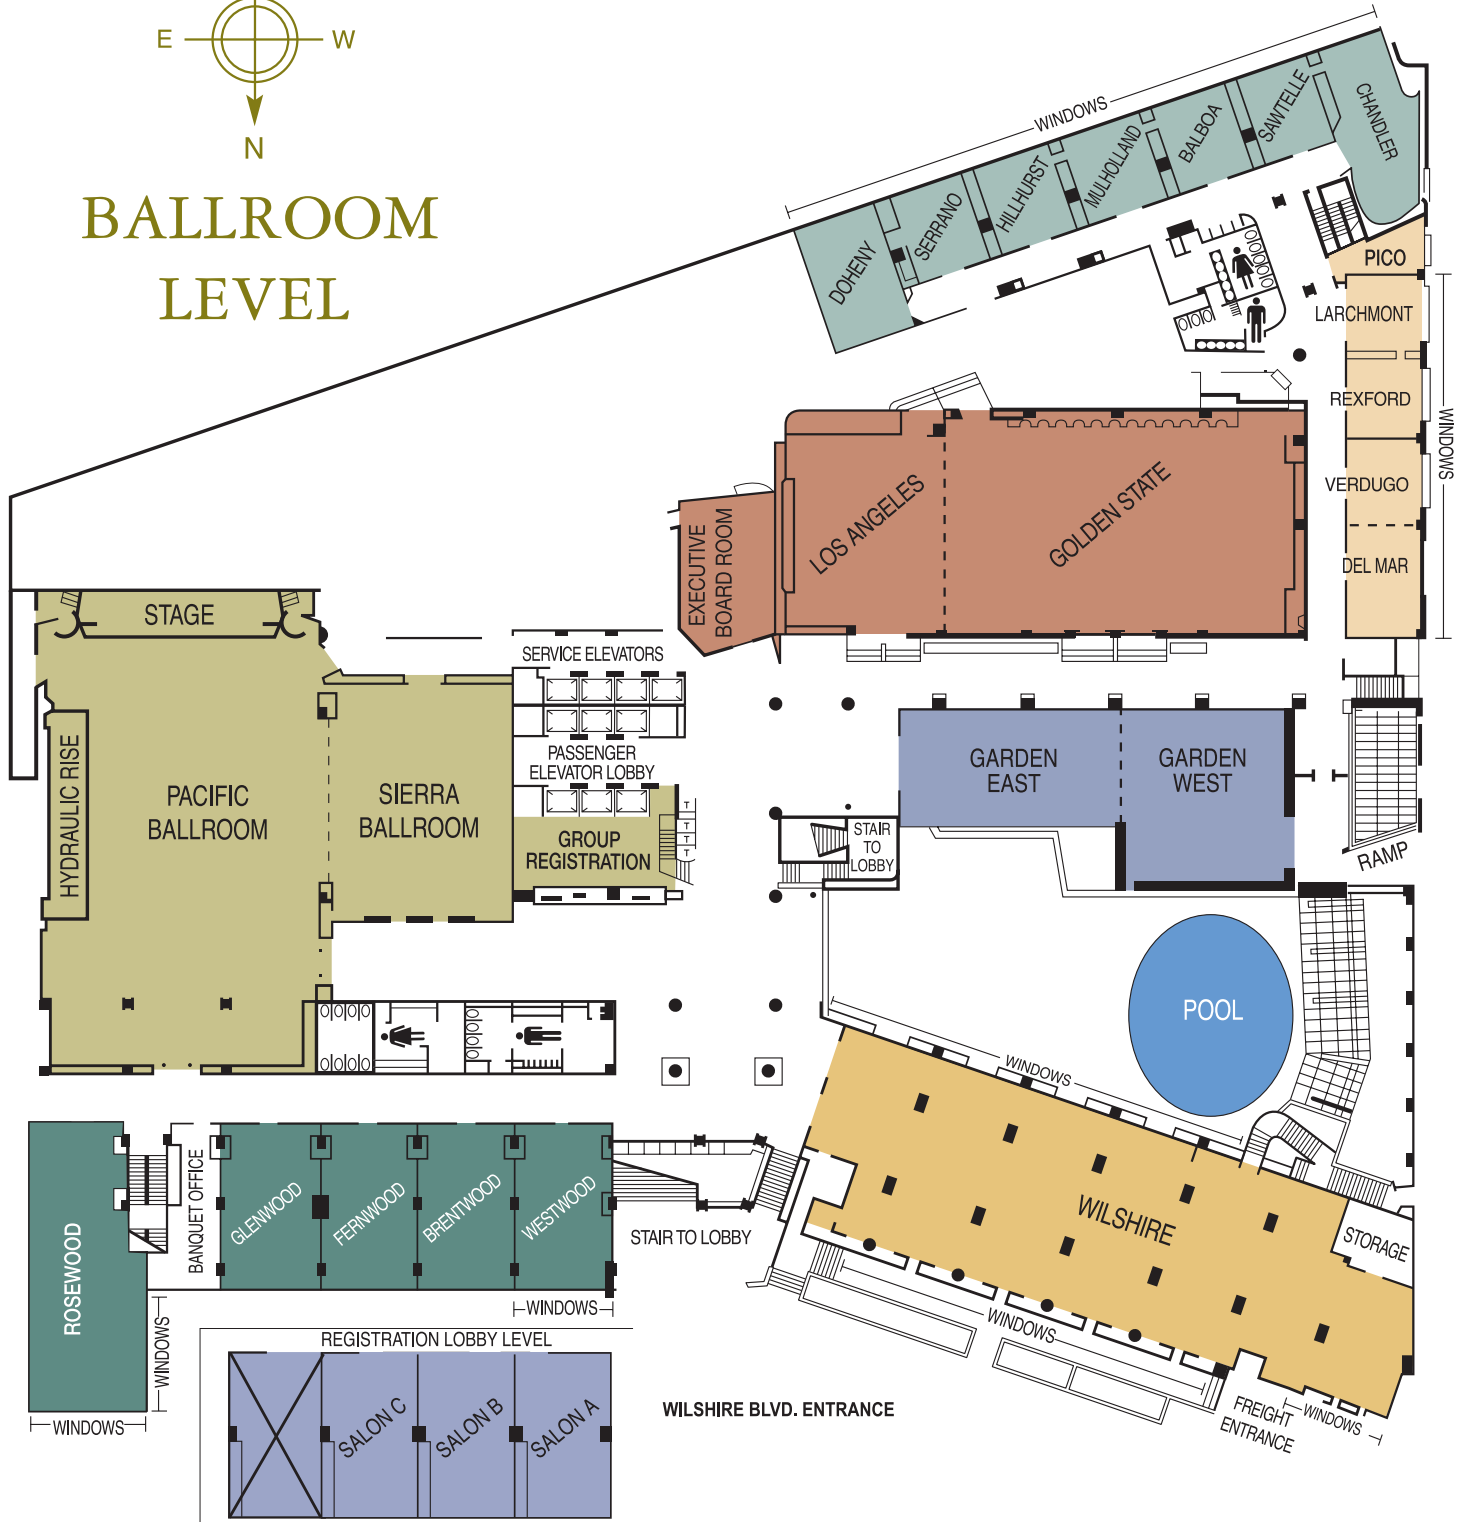 E
W
N
BALLROOM
LEVEL
WINDOWS
DOHENY
SERRANO
HILLHURST
MULHOLLAND
BALBOA
SAWTELLE
CHANDLER
PICO
LARCHMONT
REXFORD
VERDUGO
DEL MAR
WINDOWS
LOS ANGELES
GOLDEN STATE
EXECUTIVE
BOARD ROOM
STAGE
HYDRAULIC RISE
PACIFIC
BALLROOM
SIERRA
BALLROOM
SERVICE ELEVATORS
PASSENGER
ELEVATOR LOBBY
GROUP
REGISTRATION
T
T
T
T
STAIR
TO
LOBBY
GARDEN
EAST
GARDEN
WEST
RAMP
POOL
WINDOWS
WILSHIRE
STORAGE
WINDOWS
FREIGHT
ENTRANCE
WINDOWS
ROSEWOOD
BANQUET OFFICE
GLENWOOD
FERNWOOD
BRENTWOOD
WESTWOOD
STAIR TO LOBBY
WINDOWS
WINDOWS
WINDOWS
REGISTRATION LOBBY LEVEL
SALON C
SALON B
SALON A
WILSHIRE BLVD. ENTRANCE